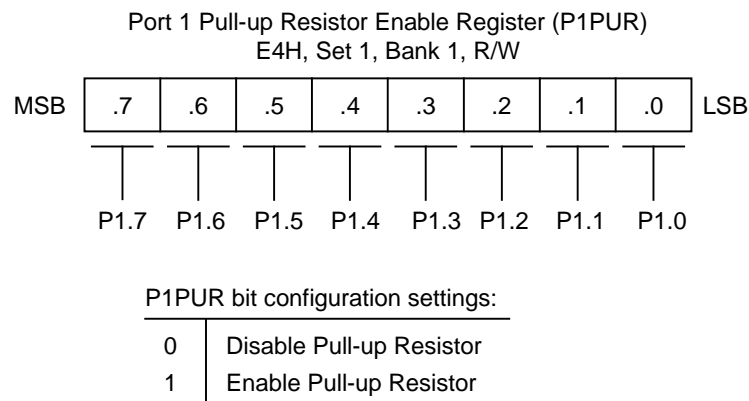 Port 1 Pull-up Resistor Enable Register (P1PUR)
E4H, Set 1, Bank 1, R/W
MSB .7 .6 .5 .4 .3 .2 .1 .0 LSB
P1.7 P1.6 P1.5 P1.4 P1.3 P1.2 P1.1 P1.0
P1PUR bit configuration settings:
0 Disable Pull-up Resistor
1 Enable Pull-up Resistor